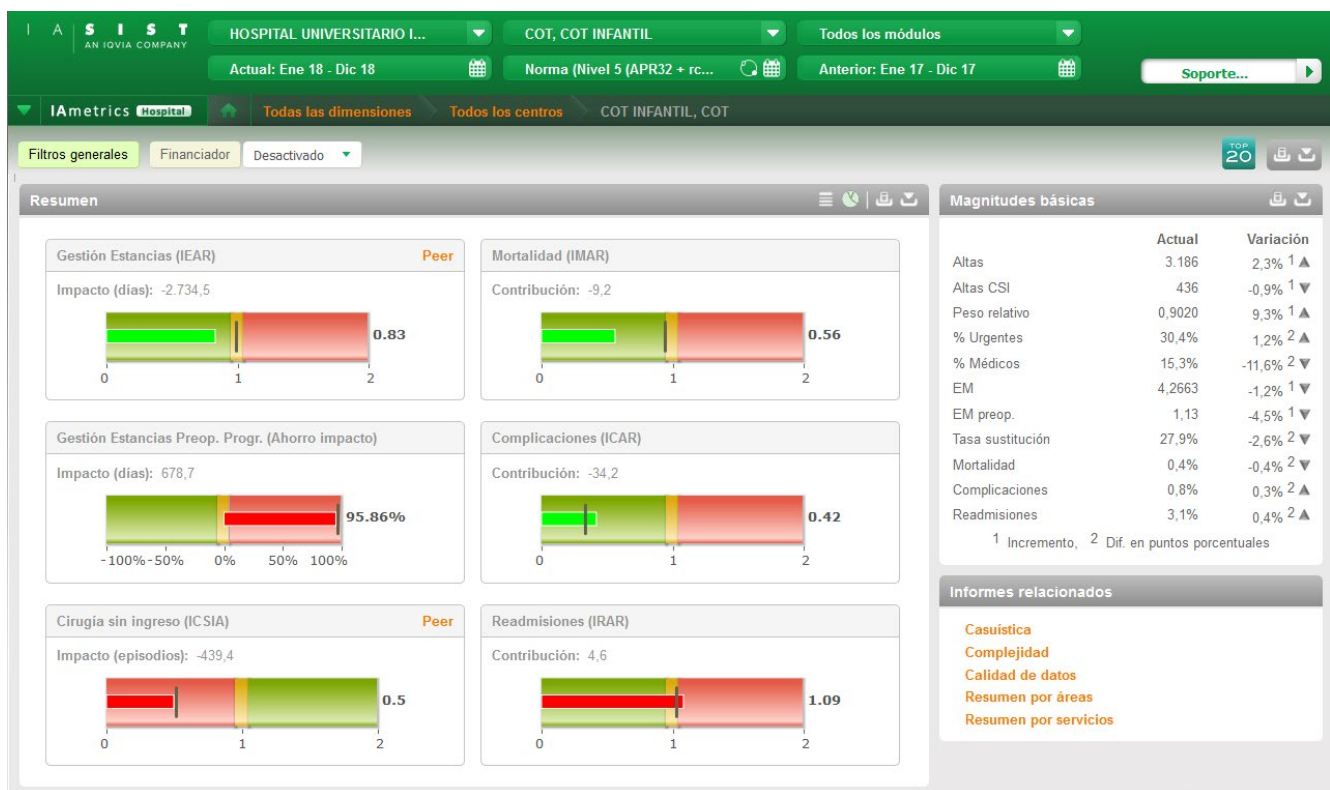 I A S I S T
AN IQVIA COMPANY
HOSPITAL UNIVERSITARIO I...
COT, COT INFANTIL
Todos los módulos
Actual: Ene 18 - Dic 18
Norma (Nivel 5 (APR32 + rc...
Anterior: Ene 17 - Dic 17
Soporte...
IAmetrics Hospital
Todas las dimensiones
Todos los centros
COT INFANTIL, COT
Filtros generales
Financiador
Desactivado
TOP 20
Resumen
Gestión Estancias (IEAR) Peer
Impacto (días): -2.734,5
0.83
0 1 2
Mortalidad (IMAR)
Contribución: -9,2
0.56
0 1 2
Gestión Estancias Preop. Progr. (Ahorro impacto)
Impacto (días): 678,7
95.86%
-100% -50% 0% 50% 100%
Complicaciones (ICAR)
Contribución: -34,2
0.42
0 1 2
Cirugía sin ingreso (ICSIA) Peer
Impacto (episodios): -439,4
0.5
0 1 2
Readmisiones (IRAR)
Contribución: 4,6
1.09
0 1 2
Magnitudes básicas
Actual Variación
Altas 3.186 2,3% 1 ▲
Altas CSI 436 -0,9% 1 ▼
Peso relativo 0,9020 9,3% 1 ▲
% Urgentes 30,4% 1,2% 2 ▲
% Médicos 15,3% -11,6% 2 ▼
EM 4,2663 -1,2% 1 ▼
EM preop. 1,13 -4,5% 1 ▼
Tasa sustitución 27,9% -2,6% 2 ▼
Mortalidad 0,4% -0,4% 2 ▼
Complicaciones 0,8% 0,3% 2 ▲
Readmisiones 3,1% 0,4% 2 ▲
1 Incremento, 2 Dif. en puntos porcentuales
Informes relacionados
Casuística
Complejidad
Calidad de datos
Resumen por áreas
Resumen por servicios